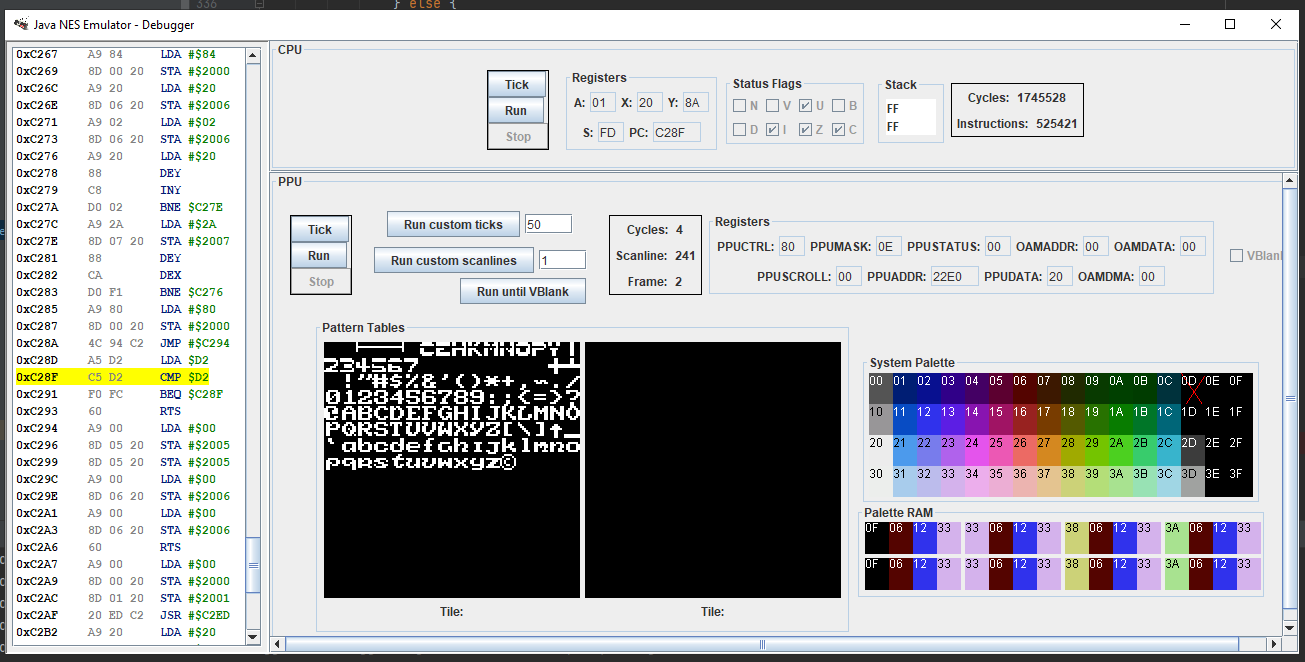 336
} else {
Java NES Emulator - Debugger
0xC267 A9 84 LDA #$84
0xC269 8D 00 20 STA #$2000
0xC26C A9 20 LDA #$20
0xC26E 8D 06 20 STA #$2006
0xC271 A9 02 LDA #$02
0xC273 8D 06 20 STA #$2006
0xC276 A9 20 LDA #$20
0xC278 88 DEY
0xC279 C8 INY
0xC27A D0 02 BNE $C27E
0xC27C A9 2A LDA #$2A
0xC27E 8D 07 20 STA #$2007
0xC281 88 DEY
0xC282 CA DEX
0xC283 D0 F1 BNE $C276
0xC285 A9 80 LDA #$80
0xC287 8D 00 20 STA #$2000
0xC28A 4C 94 C2 JMP #$C294
0xC28D A5 D2 LDA $D2
0xC28F C5 D2 CMP $D2
0xC291 F0 FC BEQ $C28F
0xC293 60 RTS
0xC294 A9 00 LDA #$00
0xC296 8D 05 20 STA #$2005
0xC299 8D 05 20 STA #$2005
0xC29C A9 00 LDA #$00
0xC29E 8D 06 20 STA #$2006
0xC2A1 A9 00 LDA #$00
0xC2A3 8D 06 20 STA #$2006
0xC2A6 60 RTS
0xC2A7 A9 00 LDA #$00
0xC2A9 8D 00 20 STA #$2000
0xC2AC 8D 01 20 STA #$2001
0xC2AF 20 ED C2 JSR #$C2ED
0xC2B2 A9 20 LDA #$20
CPU
Tick
Run
Stop
Registers
A: 01 X: 20 Y: 8A
S: FD PC: C28F
Status Flags
N V U B
D I Z C
Stack
FF
FF
Cycles: 1745528
Instructions: 525421
PPU
Tick
Run
Stop
Run custom ticks 50
Run custom scanlines 1
Run until VBlank
Cycles: 4
Scanline: 241
Frame: 2
Registers
PPUCTRL: 80 PPUMASK: 0E PPUSTATUS: 00 OAMADDR: 00 OAMDATA: 00
PPUSCROLL: 00 PPUADDR: 22E0 PPUDATA: 20 OAMDMA: 00
VBlank
Pattern Tables
CEHKMNOPY!
234567
!"#$%&'()*+,-./
0123456789:;<=>?
@ABCDEFGHIJKLMNO
PQRSTUVWXYZ[\]↑_
`abcdefghijklmno
pqrstuvwxyz©
Tile:
Tile:
System Palette
00 01 02 03 04 05 06 07 08 09 0A 0B 0C 0D 0E 0F
10 11 12 13 14 15 16 17 18 19 1A 1B 1C 1D 1E 1F
20 21 22 23 24 25 26 27 28 29 2A 2B 2C 2D 2E 2F
30 31 32 33 34 35 36 37 38 39 3A 3B 3C 3D 3E 3F
Palette RAM
0F 06 12 33 33 06 12 33 38 06 12 33 3A 06 12 33
0F 06 12 33 33 06 12 33 38 06 12 33 3A 06 12 33